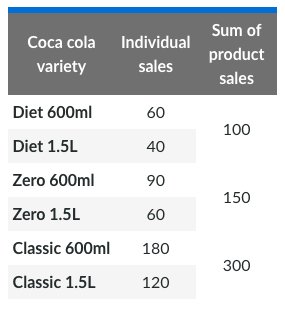 Coca cola variety Individual sales Sum of product sales
Diet 600ml 60
100
Diet 1.5L 40
Zero 600ml 90
150
Zero 1.5L 60
Classic 600ml 180
300
Classic 1.5L 120